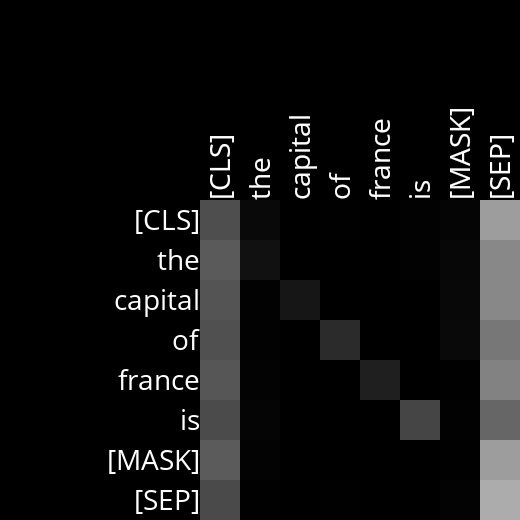 [CLS]
the
capital
of
france
is
[MASK]
[SEP]
[CLS]
the
capital
of
france
is
[MASK]
[SEP]